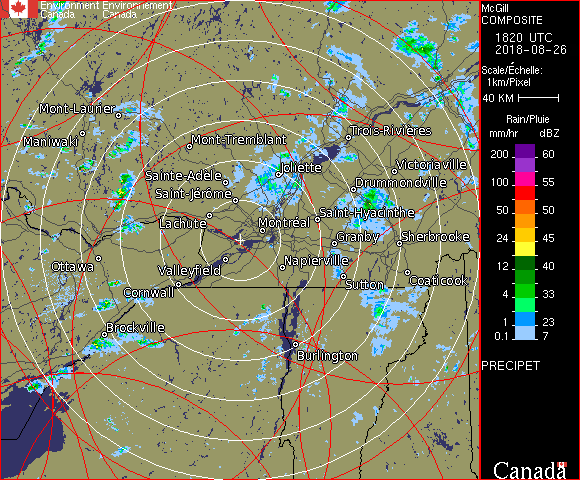 Environment Environnement
Canada Canada
McGill
COMPOSITE
1820 UTC
2018-08-26
Scale/Échelle:
1km/Pixel
40 KM
Rain/Pluie
mm/hr dBZ
200 60
100 55
50 50
24 45
12 40
4 33
1 30
0.5 23
0.1 7
PRECIPET
Canada
Mont-Laurier
Maniwaki
Mont-Tremblant
Trois-Rivières
Sainte-Adèle
Joliette
Victoriaville
Saint-Jérôme
Drummondville
Lachute
Montréal
Saint-Hyacinthe
Granby
Sherbrooke
Ottawa
Valleyfield
Napierville
Cornwall
Sutton
Coaticook
Brockville
Burlington